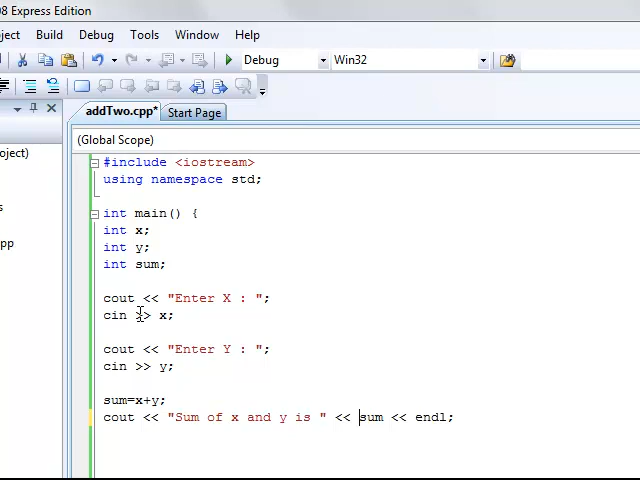 08 Express Edition
ject Build Debug Tools Window Help
Debug Win32
addTwo.cpp* Start Page
oject) (Global Scope)
#include <iostream>
using namespace std;
s
int main() {
int x;
pp int y;
int sum;
cout << "Enter X : ";
cin >> x;
cout << "Enter Y : ";
cin >> y;
sum=x+y;
cout << "Sum of x and y is " << sum << endl;